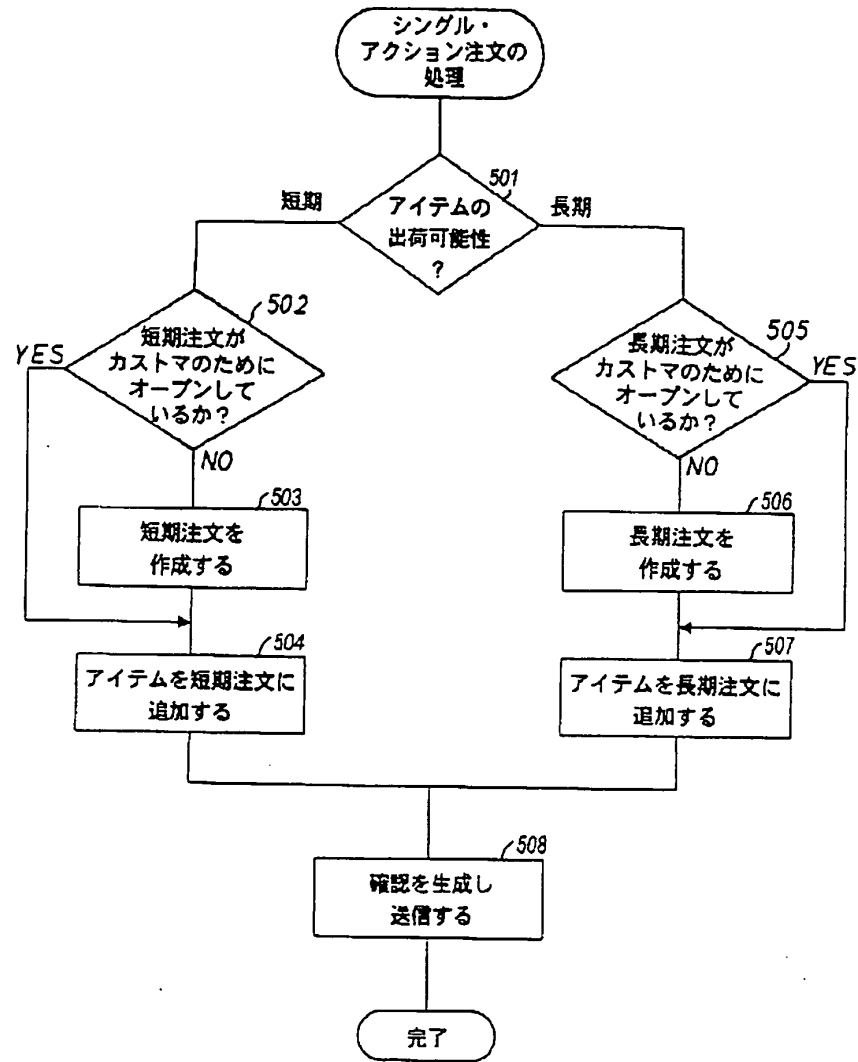 シングル・
アクション注文の
処理
501
短期
アイテムの
出荷可能性
?
長期
502
短期注文が
カストマのために
オープンして
いるか?
YES
NO
505
長期注文が
カストマのために
オープンして
いるか?
YES
NO
503
短期注文を
作成する
506
長期注文を
作成する
504
アイテムを短期注文に
追加する
507
アイテムを長期注文に
追加する
508
確認を生成し
送信する
完了